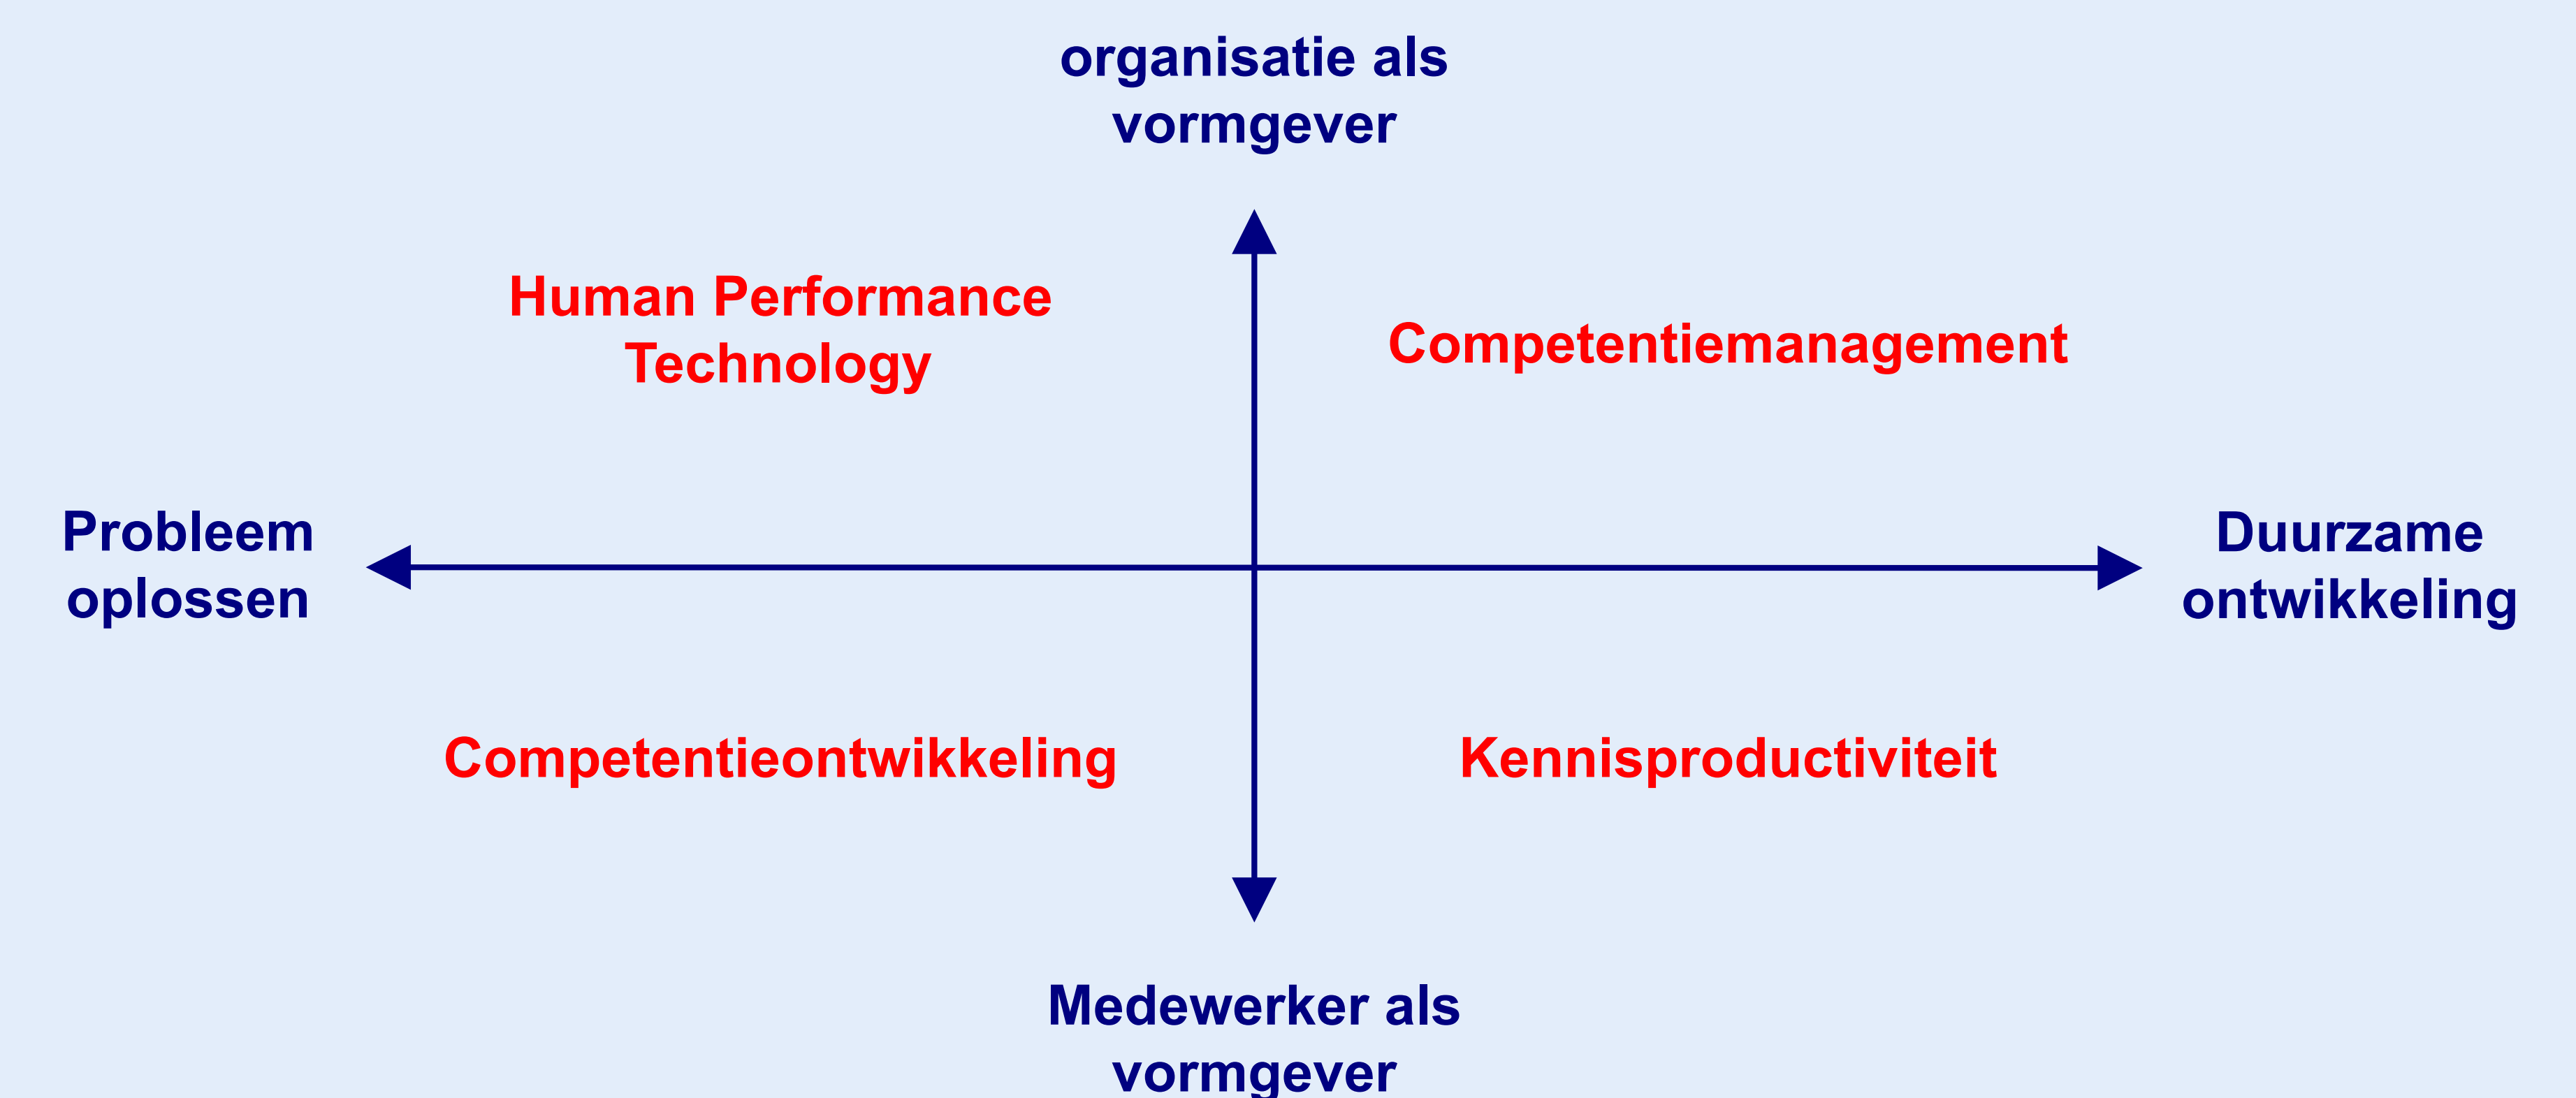 organisatie als
vormgever
Human Performance
Technology
Competentiemanagement
Probleem
oplossen
Duurzame
ontwikkeling
Competentieontwikkeling
Kennisproductiviteit
Medewerker als
vormgever